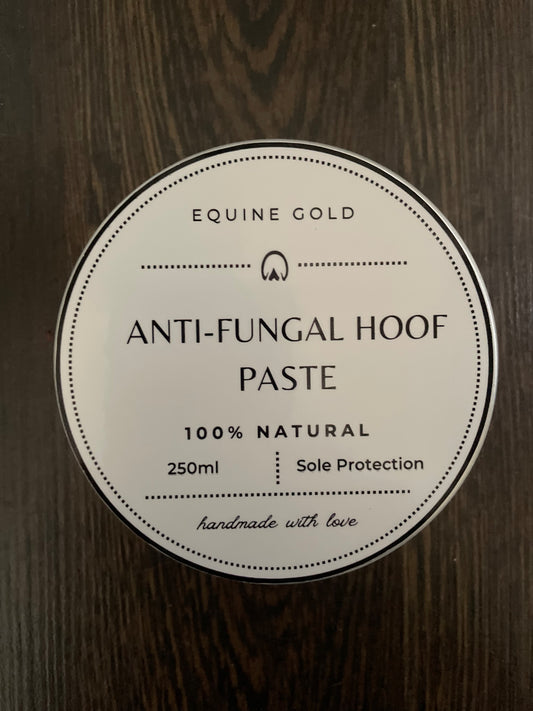 EQUINE GOLD
ANTI-FUNGAL HOOF
PASTE
100% NATURAL
250ml Sole Protection
handmade with love